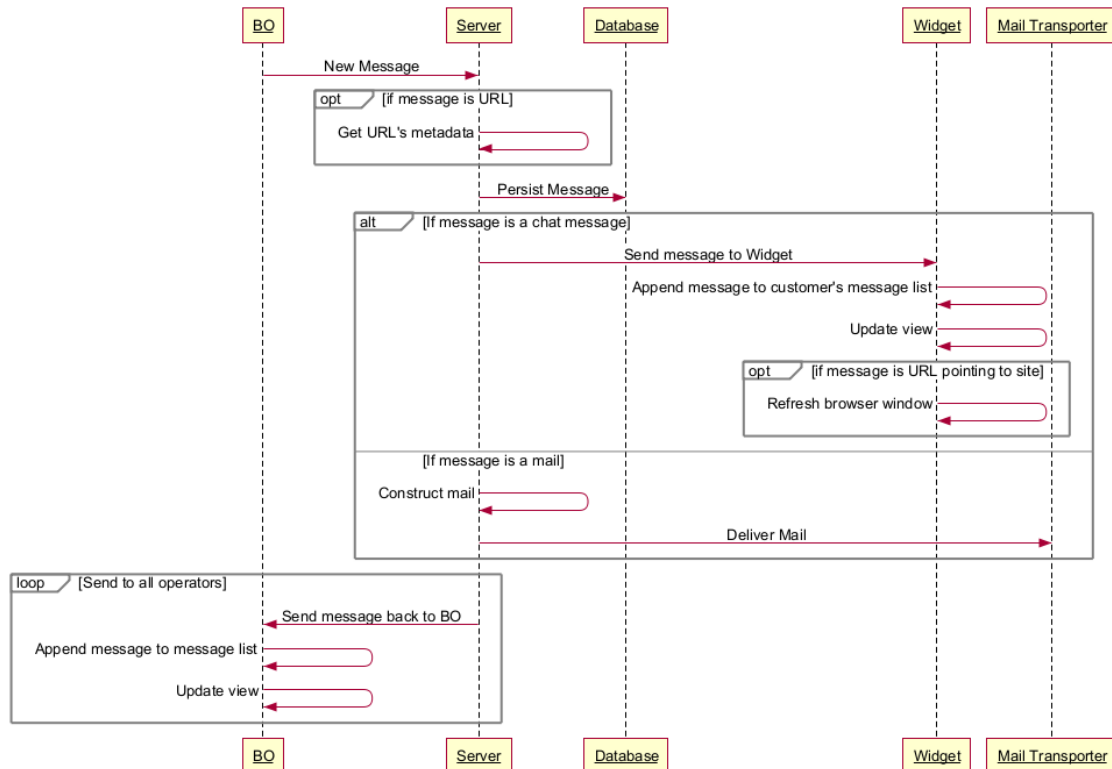 BO Server Database Widget Mail Transporter
New Message
opt [if message is URL]
Get URL's metadata
Persist Message
alt [If message is a chat message]
Send message to Widget
Append message to customer's message list
Update view
opt [if message is URL pointing to site]
Refresh browser window
[If message is a mail]
Construct mail
Deliver Mail
loop [Send to all operators]
Send message back to BO
Append message to message list
Update view
BO Server Database Widget Mail Transporter